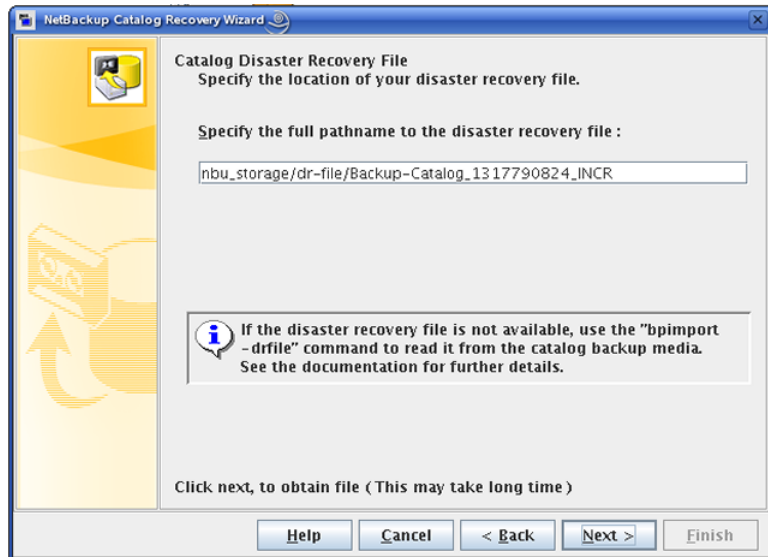 NetBackup Catalog Recovery Wizard
Catalog Disaster Recovery File
Specify the location of your disaster recovery file.
Specify the full pathname to the disaster recovery file :
nbu_storage/dr-file/Backup-Catalog_1317790824_INCR
If the disaster recovery file is not available, use the "bpimport
-drfile" command to read it from the catalog backup media.
See the documentation for further details.
Click next, to obtain file ( This may take long time )
Help
Cancel
< Back
Next >
Finish